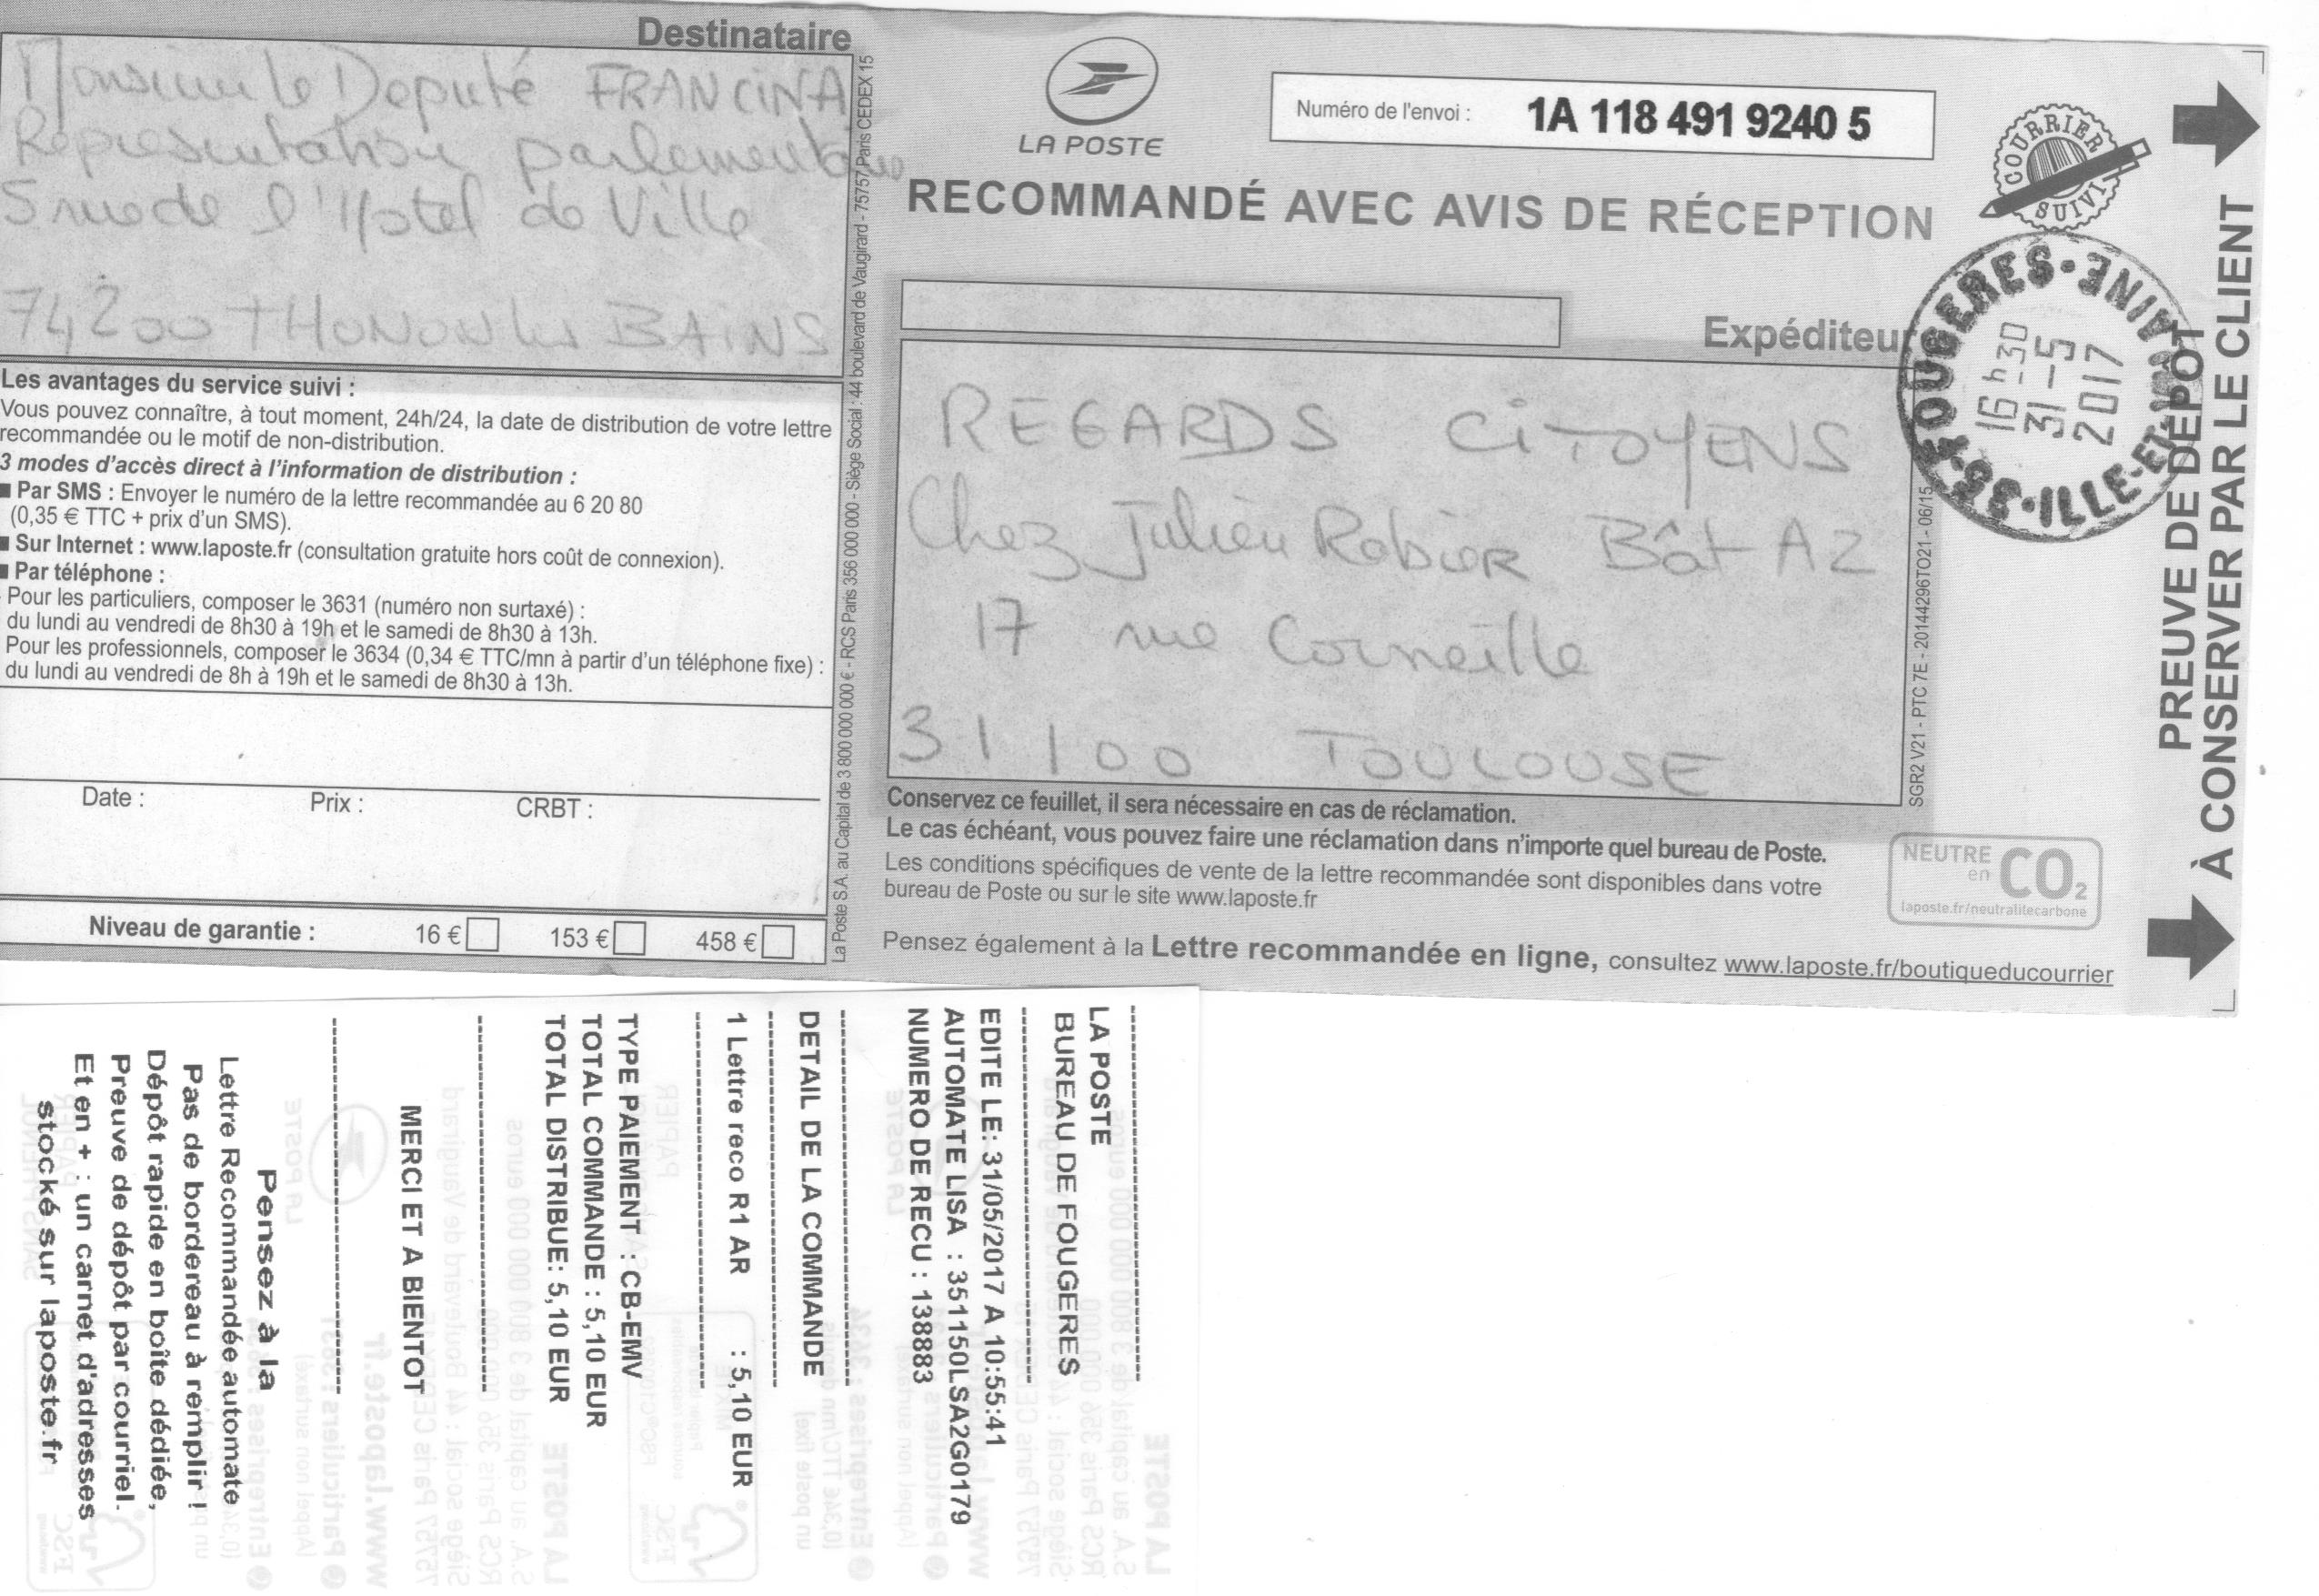 Destinataire
Monsieur le Deputé FRANCINA
Représentation parlementaire
5 rue de l'Hotel de Ville
74200 THONON les BAINS
Les avantages du service suivi :
Vous pouvez connaître, à tout moment, 24h/24, la date de distribution de votre lettre
recommandée ou le motif de non-distribution.
3 modes d'accès direct à l'information de distribution :
■ Par SMS : Envoyer le numéro de la lettre recommandée au 6 20 80
(0,35 € TTC + prix d'un SMS).
■ Sur Internet : www.laposte.fr (consultation gratuite hors coût de connexion).
■ Par téléphone :
Pour les particuliers, composer le 3631 (numéro non surtaxé) :
du lundi au vendredi de 8h30 à 19h et le samedi de 8h30 à 13h.
Pour les professionnels, composer le 3634 (0,34 € TTC/mn à partir d'un téléphone fixe) :
du lundi au vendredi de 8h à 19h et le samedi de 8h30 à 13h.
Date :
Prix :
CRBT :
Niveau de garantie :
16 €
153 €
458 €
La Poste S.A. au Capital de 3 800 000 000 € - RCS Paris 356 000 000 - Siège Social : 44 boulevard de Vaugirard - 75757 Paris CEDEX 15
LA POSTE
Numéro de l'envoi :
1A 118 491 9240 5
RECOMMANDÉ AVEC AVIS DE RÉCEPTION
COURRIER SUIVI
Expéditeur
REGARDS CiTOYENS
Chez Julien Rabier Bât A2
17 rue Corneille
31100 TOULOUSE
FOUGERES
35-ILLE-ET-VILAINE
16h30
31-5
2017
SGR2 V21 - PTC 7E - 20144296TO21 - 06/15
PREUVE DE DÉPÔT
À CONSERVER PAR LE CLIENT
Conservez ce feuillet, il sera nécessaire en cas de réclamation.
Le cas échéant, vous pouvez faire une réclamation dans n'importe quel bureau de Poste.
Les conditions spécifiques de vente de la lettre recommandée sont disponibles dans votre
bureau de Poste ou sur le site www.laposte.fr
NEUTRE
en CO2
laposte.fr/neutralitecarbone
Pensez également à la Lettre recommandée en ligne, consultez www.laposte.fr/boutiqueducourrier
LA POSTE
BUREAU DE FOUGERES
EDITE LE: 31/05/2017 A 10:55:41
AUTOMATE LISA : 351150LSA2G0179
NUMERO DE RECU : 138883
DETAIL DE LA COMMANDE
1 Lettre reco R1 AR : 5,10 EUR
TYPE PAIEMENT : CB-EMV
TOTAL COMMANDE : 5,10 EUR
TOTAL DISTRIBUE: 5,10 EUR
MERCI ET A BIENTOT
Pensez à la
Lettre Recommandée automate
Pas de bordereau à remplir !
Dépôt rapide en boîte dédiée,
Preuve de dépôt par courriel.
Et en + : un carnet d'adresses
stocké sur laposte.fr